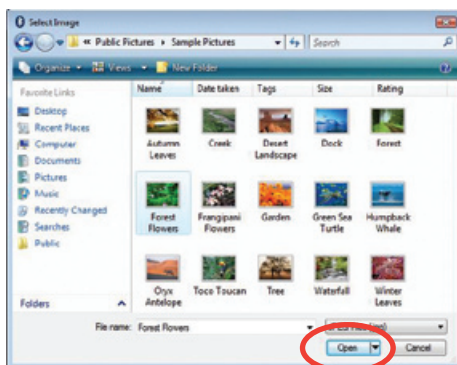 Select Image
« Public Pictures Sample Pictures
Search
Organize Views New Folder
Favorite Links
Name Date taken Tags Size Rating
Desktop
Recent Places
Computer
Documents
Pictures
Music
Recently Changed
Searches
Public
Autumn Leaves
Creek
Desert Landscape
Dock
Forest
Forest Flowers
Frangipani Flowers
Garden
Green Sea Turtle
Humpback Whale
Oryx Antelope
Toco Toucan
Tree
Waterfall
Winter Leaves
Folders
File name: Forest Flowers
Open Cancel